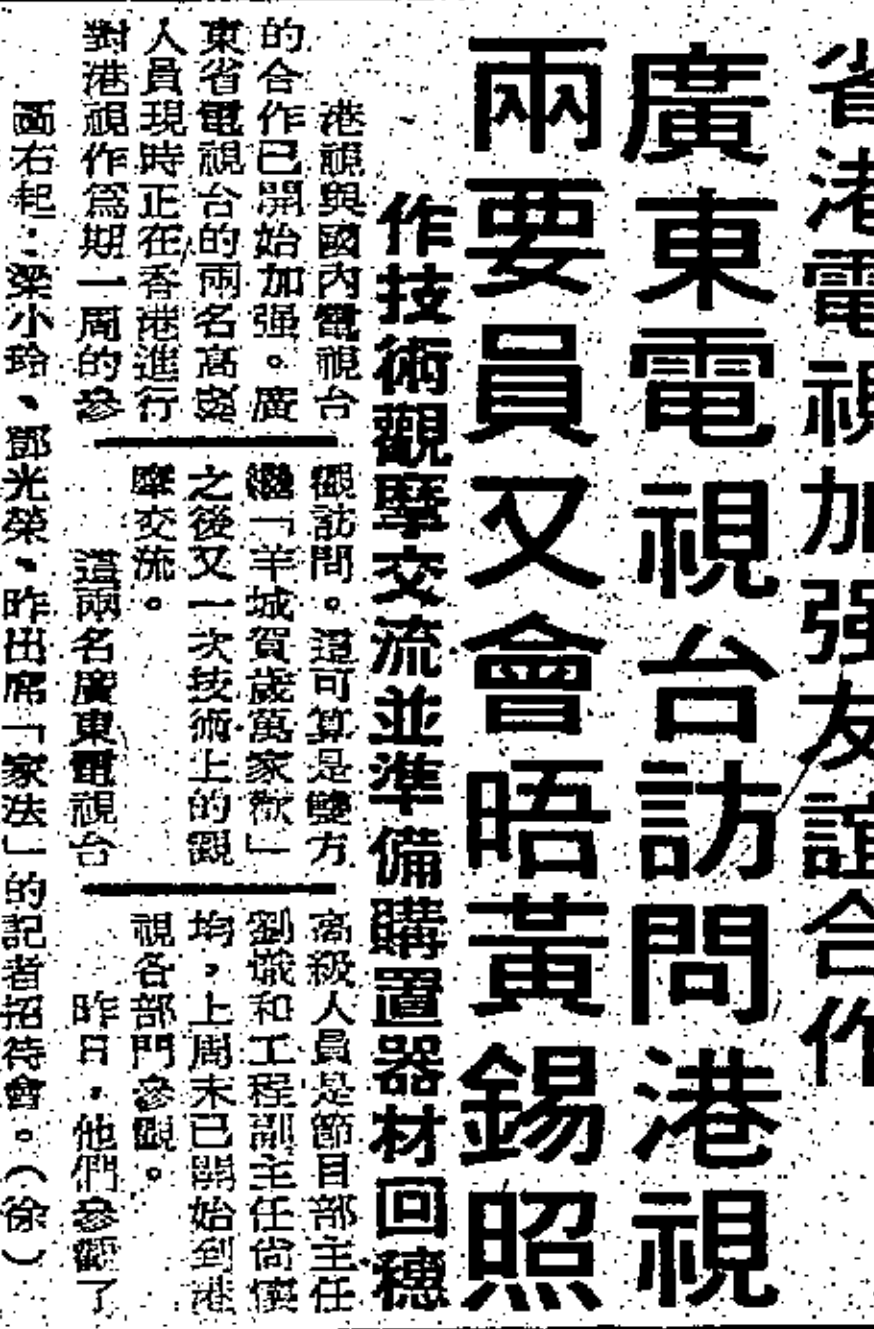 省港電視加强友誼合作
廣東電視台訪問港視
兩要員又會晤黃錫照
作技術觀摩交流並準備購置器材回穗
港視與國內電視台
的合作已開始加强。廣
東省電視台的兩名高級
人員現時正在香港進行
對港視作爲期一周的參
觀訪問。這可算是雙方
繼「羊城賀歲萬家歡」
之後又一次技術上的觀
摩交流。
這兩名廣東電視台
高級人員是節目部主任
劉熾和工程副主任尙慎
均,上周末已開始到港
視各部門參觀。
昨日,他們參觀了
圖右起:梁小玲、鄧光榮、昨出席「家法」的記者招待會。(徐)